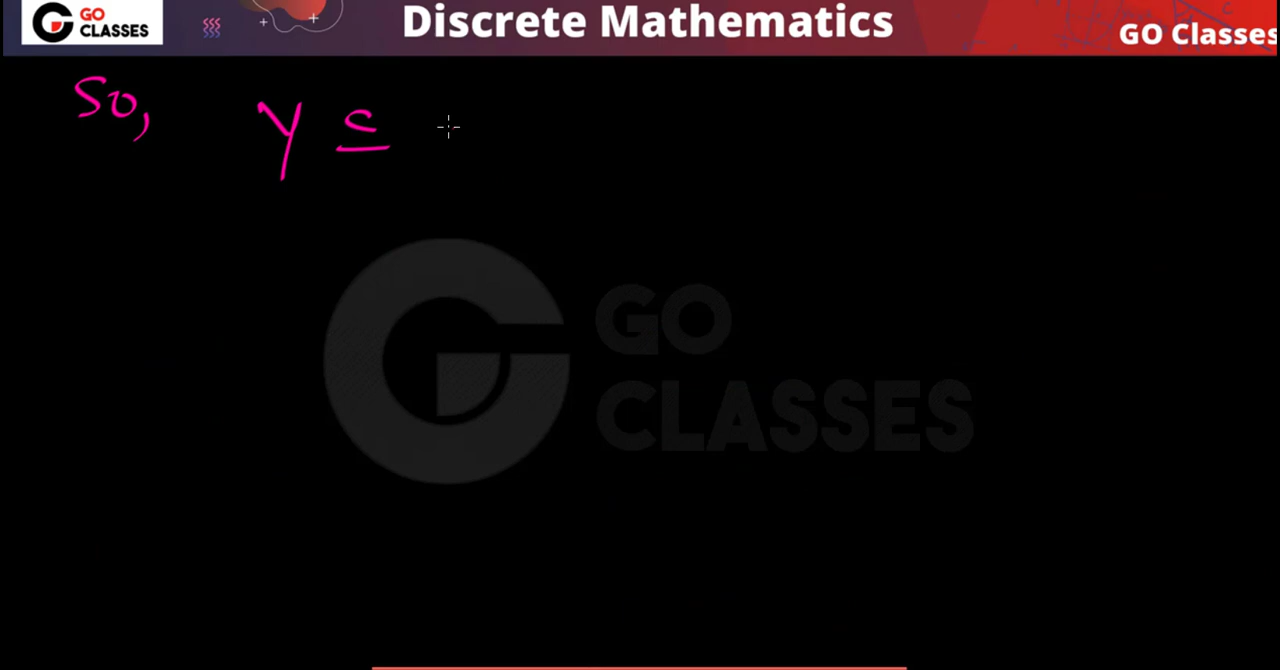 GO CLASSES
Discrete Mathematics
GO Classes
So, Y ⊆
GO
CLASSES